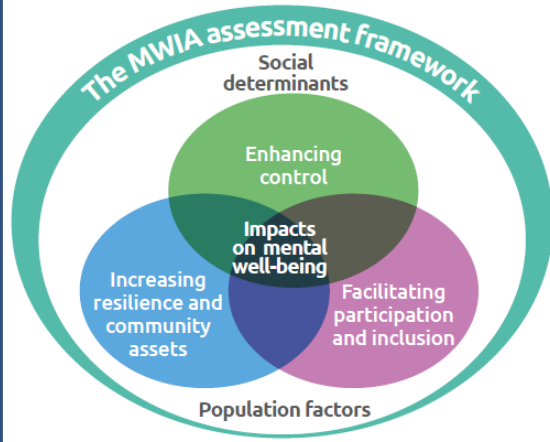 The MWIA assessment framework
Social
determinants
Enhancing
control
Impacts
on mental
well-being
Increasing
resilience and
community
assets
Facilitating
participation
and inclusion
Population factors